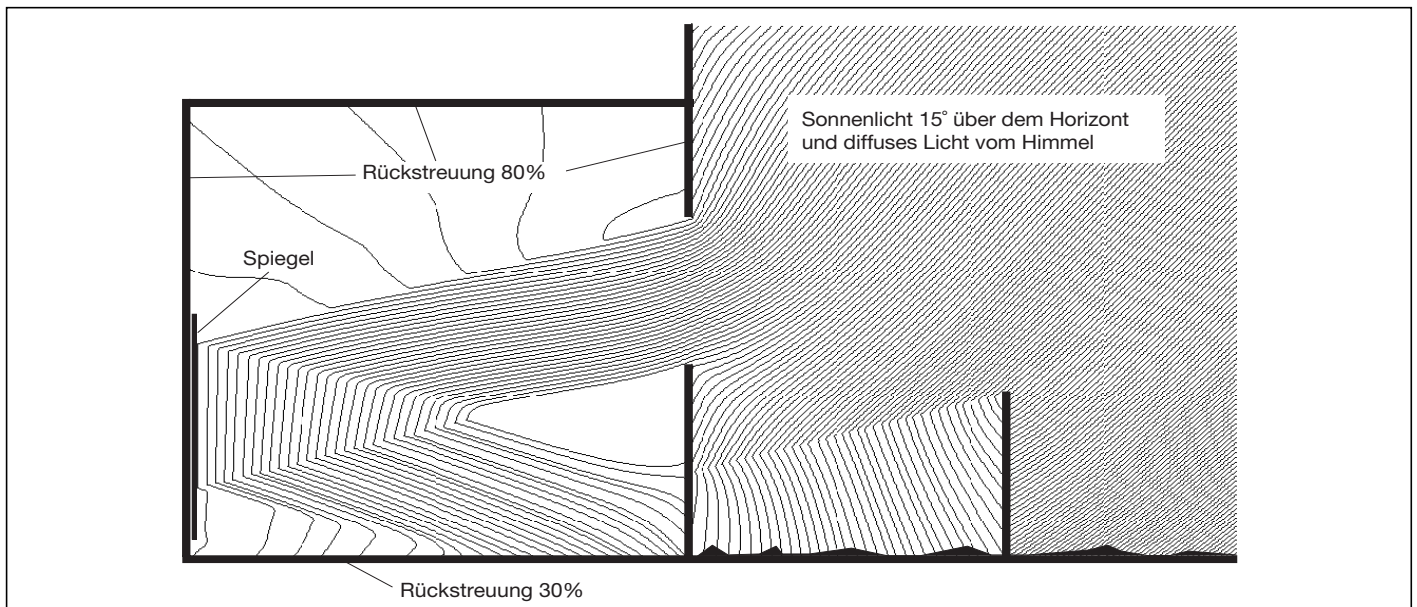 Sonnenlicht 15° über dem Horizont
und diffuses Licht vom Himmel
Rückstreuung 80%
Spiegel
Rückstreuung 30%